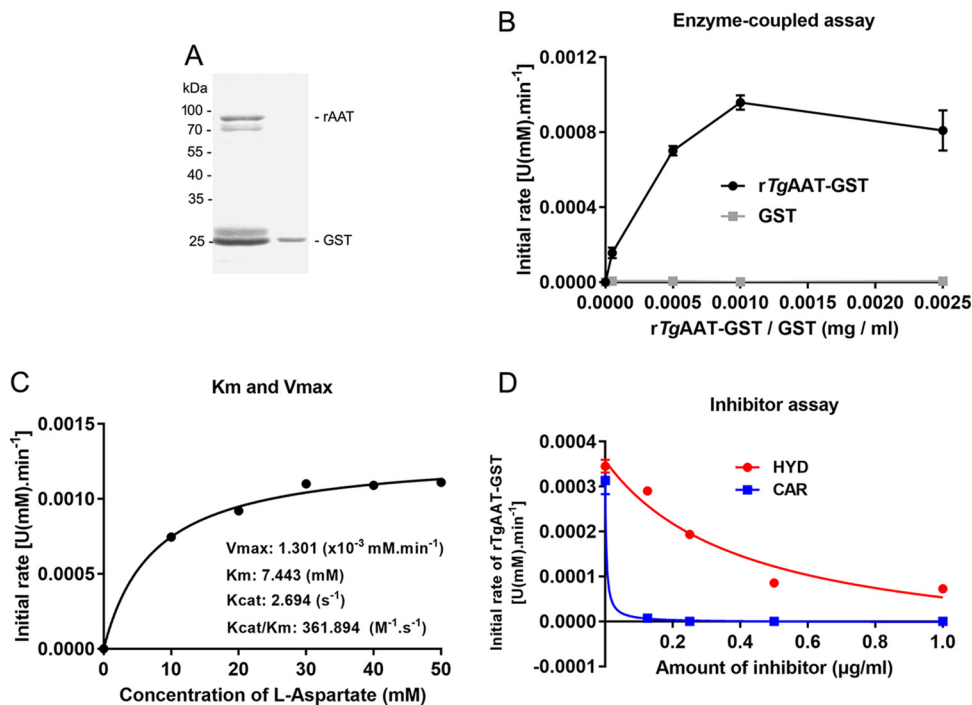 A
kDa
100 -
70 -
55 -
40 -
35 -
25 -
- rAAT
- GST
B
Enzyme-coupled assay
Initial rate [U(mM).min⁻¹]
0.0012
0.0008
0.0004
0.0000
rTgAAT-GST
GST
0.0000 0.0005 0.0010 0.0015 0.0020 0.0025
rTgAAT-GST / GST (mg / ml)
C
Km and Vmax
Initial rate [U(mM).min⁻¹]
0.0015
0.0010
0.0005
0.0000
Vmax: 1.301 (x10⁻³ mM.min⁻¹)
Km: 7.443 (mM)
Kcat: 2.694 (s⁻¹)
Kcat/Km: 361.894 (M⁻¹.s⁻¹)
0 10 20 30 40 50
Concentration of L-Aspartate (mM)
D
Inhibitor assay
Initial rate of rTgAAT-GST
[U(mM).min⁻¹]
0.0004
0.0003
0.0002
0.0001
0.0000
-0.0001
HYD
CAR
0.2 0.4 0.6 0.8 1.0
Amount of inhibitor (µg/ml)